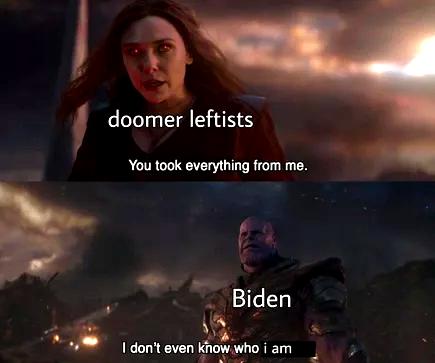 doomer leftists
You took everything from me.
Biden
I don't even know who i am